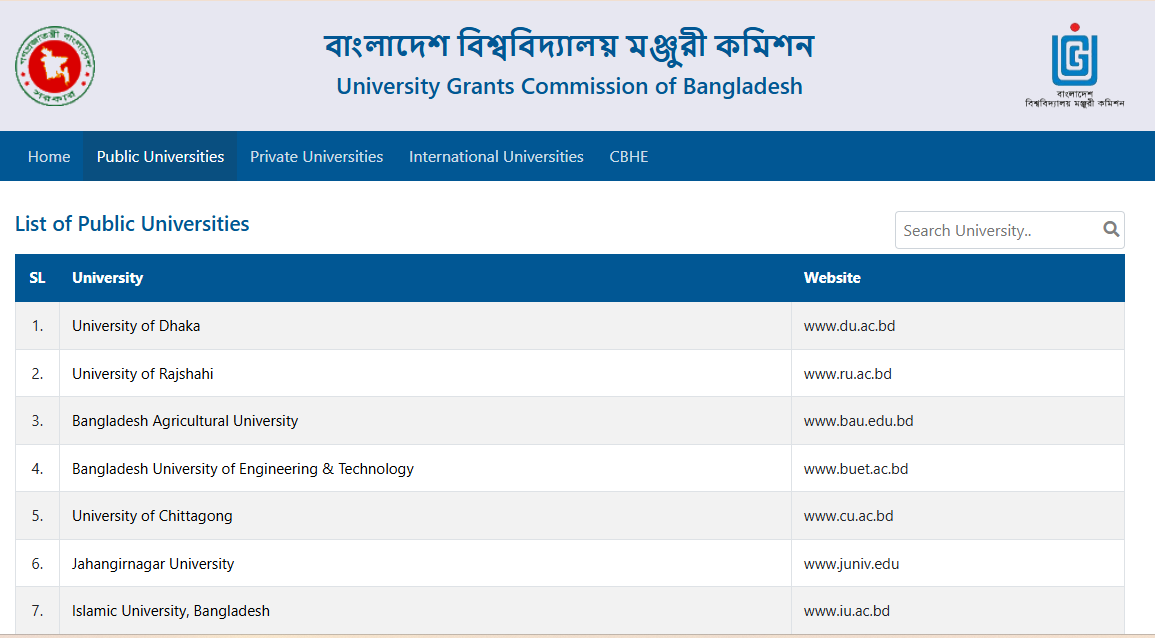 গণপ্রজাতন্ত্রী বাংলাদেশ
সরকার
বাংলাদেশ বিশ্ববিদ্যালয় মঞ্জুরী কমিশন
University Grants Commission of Bangladesh
বাংলাদেশ
বিশ্ববিদ্যালয় মঞ্জুরী কমিশন
Home Public Universities Private Universities International Universities CBHE
List of Public Universities
Search University..
SL University Website
1. University of Dhaka www.du.ac.bd
2. University of Rajshahi www.ru.ac.bd
3. Bangladesh Agricultural University www.bau.edu.bd
4. Bangladesh University of Engineering & Technology www.buet.ac.bd
5. University of Chittagong www.cu.ac.bd
6. Jahangirnagar University www.juniv.edu
7. Islamic University, Bangladesh www.iu.ac.bd